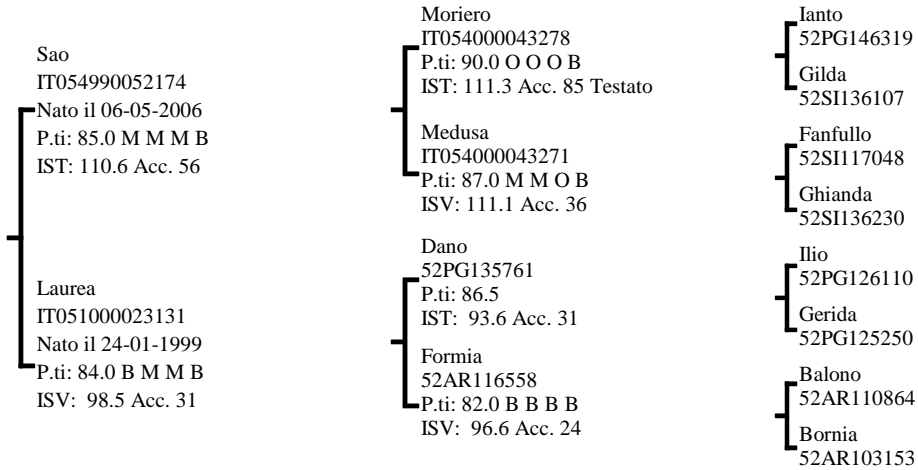 Sao
IT054990052174
Nato il 06-05-2006
P.ti: 85.0 M M M B
IST: 110.6 Acc. 56
Laurea
IT051000023131
Nato il 24-01-1999
P.ti: 84.0 B M M B
ISV: 98.5 Acc. 31
Moriero
IT054000043278
P.ti: 90.0 O O O B
IST: 111.3 Acc. 85 Testato
Medusa
IT054000043271
P.ti: 87.0 M M O B
ISV: 111.1 Acc. 36
Dano
52PG135761
P.ti: 86.5
IST: 93.6 Acc. 31
Formia
52AR116558
P.ti: 82.0 B B B B
ISV: 96.6 Acc. 24
Ianto
52PG146319
Gilda
52SI136107
Fanfullo
52SI117048
Ghianda
52SI136230
Ilio
52PG126110
Gerida
52PG125250
Balono
52AR110864
Bornia
52AR103153